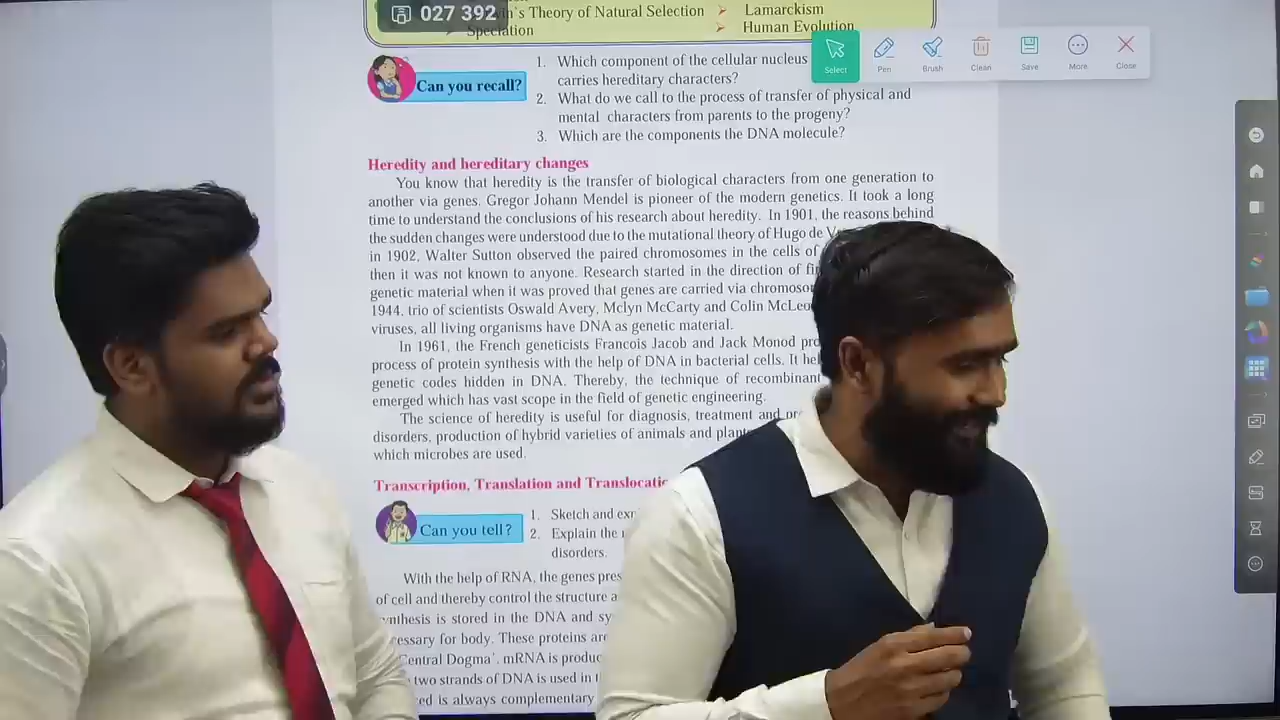 027 392
in's Theory of Natural Selection ➢ Lamarckism
Speciation ➢ Human Evolution
Select Pen Brush Clean Save More Close
Can you recall?
1. Which component of the cellular nucleus
carries hereditary characters?
2. What do we call to the process of transfer of physical and
mental characters from parents to the progeny?
3. Which are the components the DNA molecule?
Heredity and hereditary changes
You know that heredity is the transfer of biological characters from one generation to
another via genes. Gregor Johann Mendel is pioneer of the modern genetics. It took a long
time to understand the conclusions of his research about heredity. In 1901, the reasons behind
the sudden changes were understood due to the mutational theory of Hugo de
in 1902, Walter Sutton observed the paired chromosomes in the cells of
then it was not known to anyone. Research started in the direction of
genetic material when it was proved that genes are carried via
1944, trio of scientists Oswald Avery, Mclyn McCarty and Colin
viruses, all living organisms have DNA as genetic material.
In 1961, the French geneticists Francois Jacob and Jack Monod
process of protein synthesis with the help of DNA in bacterial cells. It
genetic codes hidden in DNA. Thereby, the technique of recombinant
emerged which has vast scope in the field of genetic engineering.
The science of heredity is useful for diagnosis, treatment and
disorders, production of hybrid varieties of animals and
which microbes are used.
Transcription, Translation and
Can you tell?
1. Sketch and
2. Explain the
disorders.
With the help of RNA, the genes
of cell and thereby control the structure
is stored in the DNA and
for body. These proteins are
Central Dogma'. mRNA is
two strands of DNA is used in
is always complementary